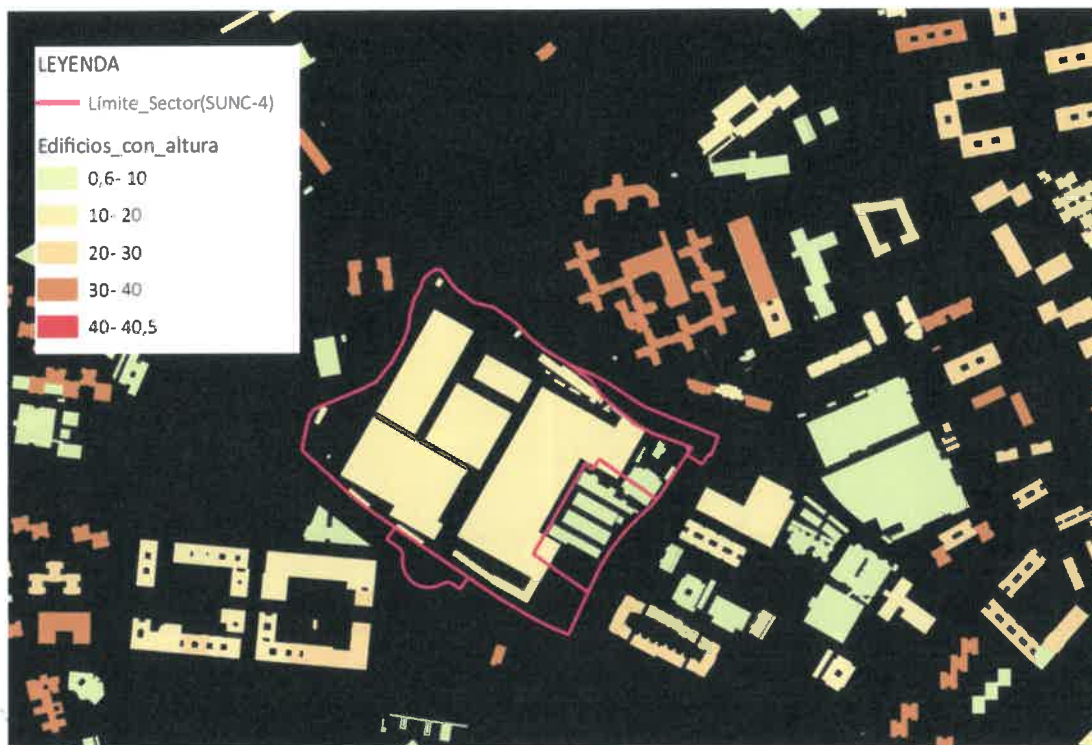 LEYENDA
Límite_Sector(SUNC-4)
Edificios_con_altura
0,6- 10
10- 20
20- 30
30- 40
40- 40,5